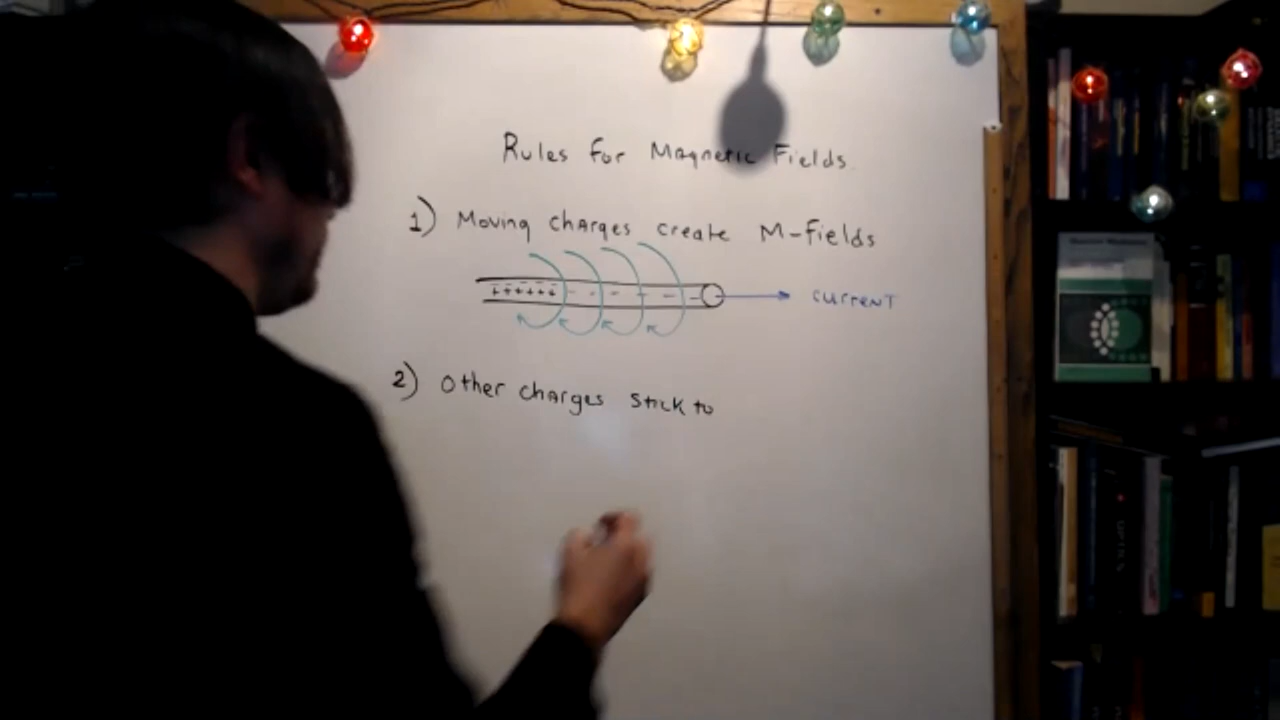 Rules for Magnetic Fields
1) Moving charges create M-fields
++++++ - - - - - -
current
2) Other charges stick to